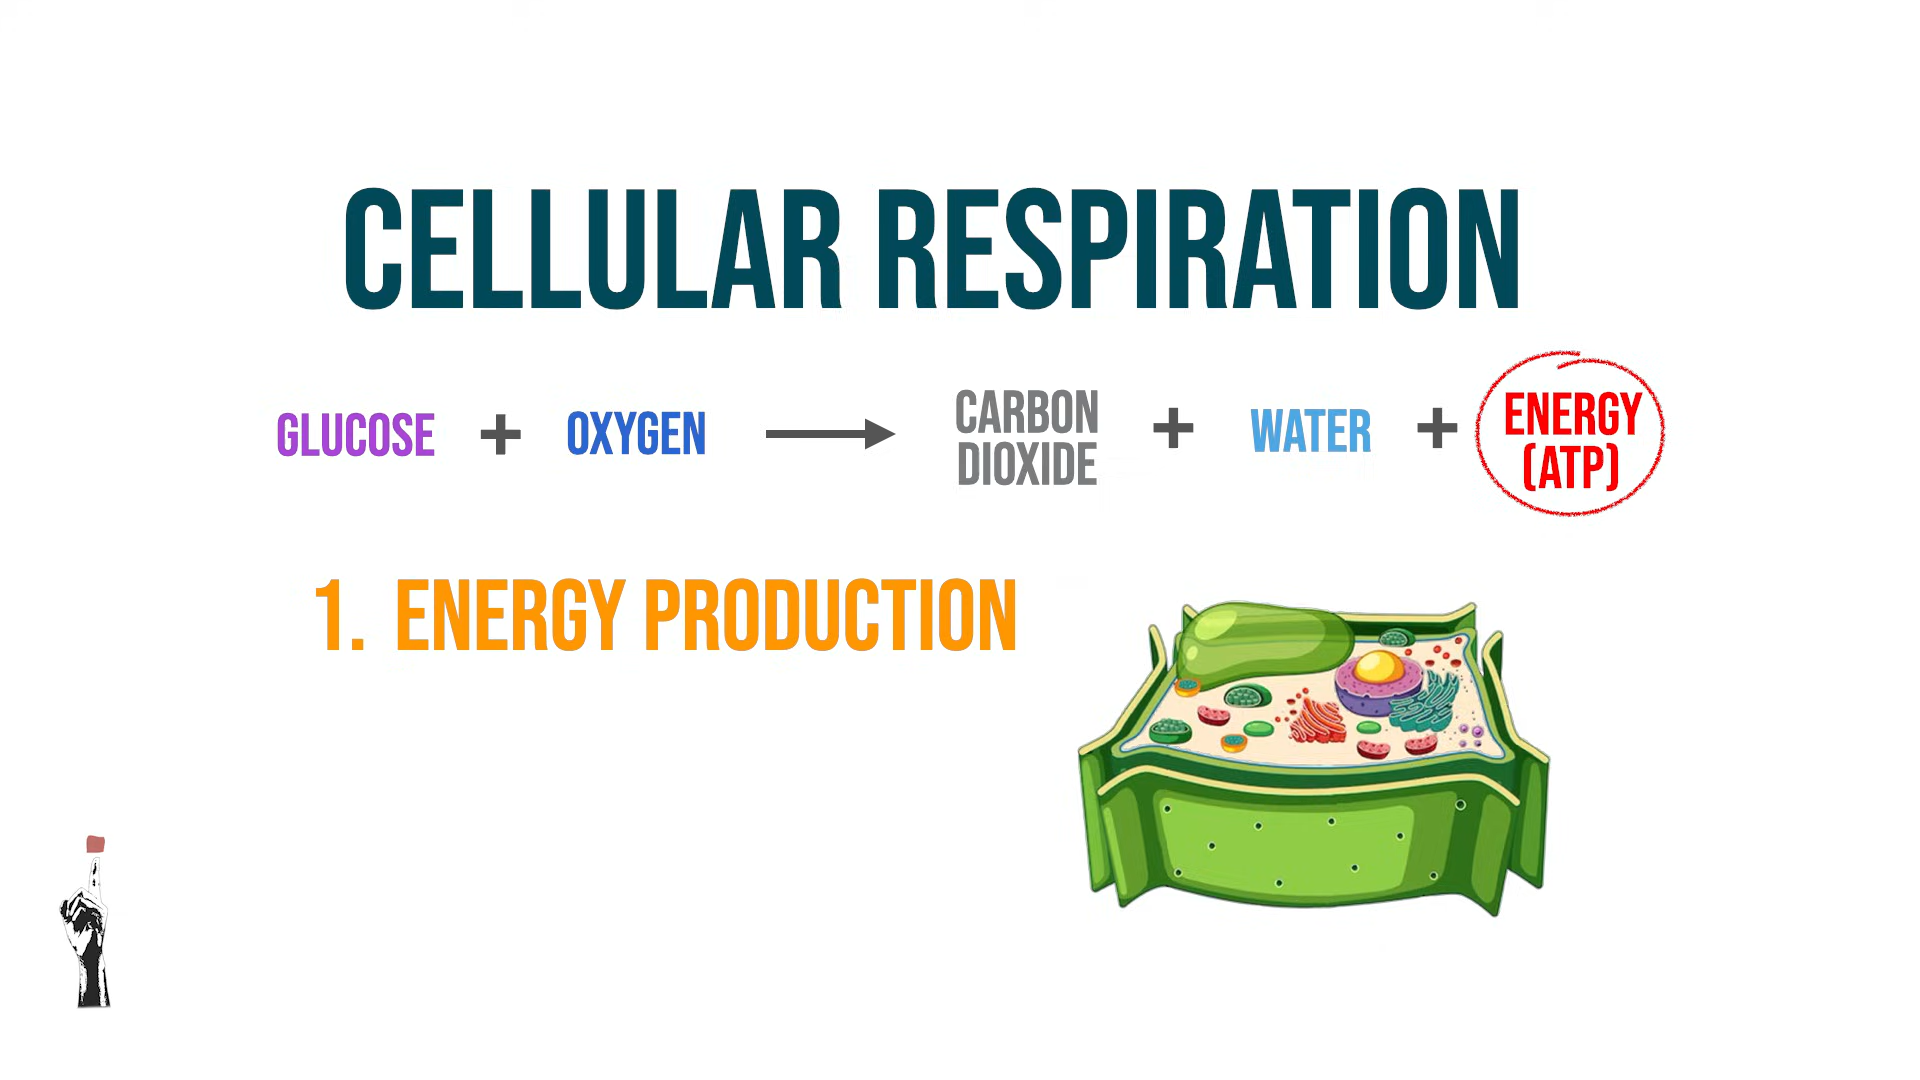 CELLULAR RESPIRATION
GLUCOSE + OXYGEN → CARBON DIOXIDE + WATER + ENERGY (ATP)
1. ENERGY PRODUCTION